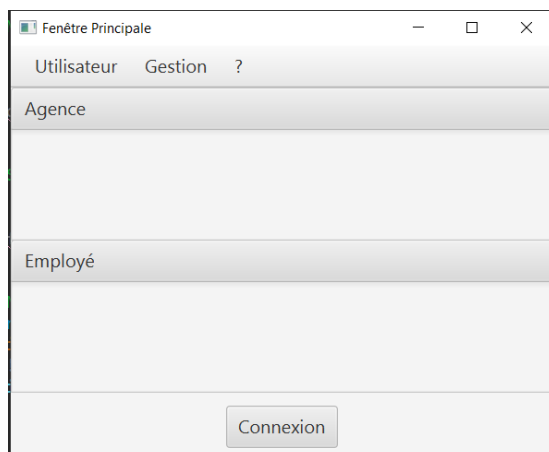 Fenêtre Principale
Utilisateur Gestion ?
Agence
Employé
Connexion